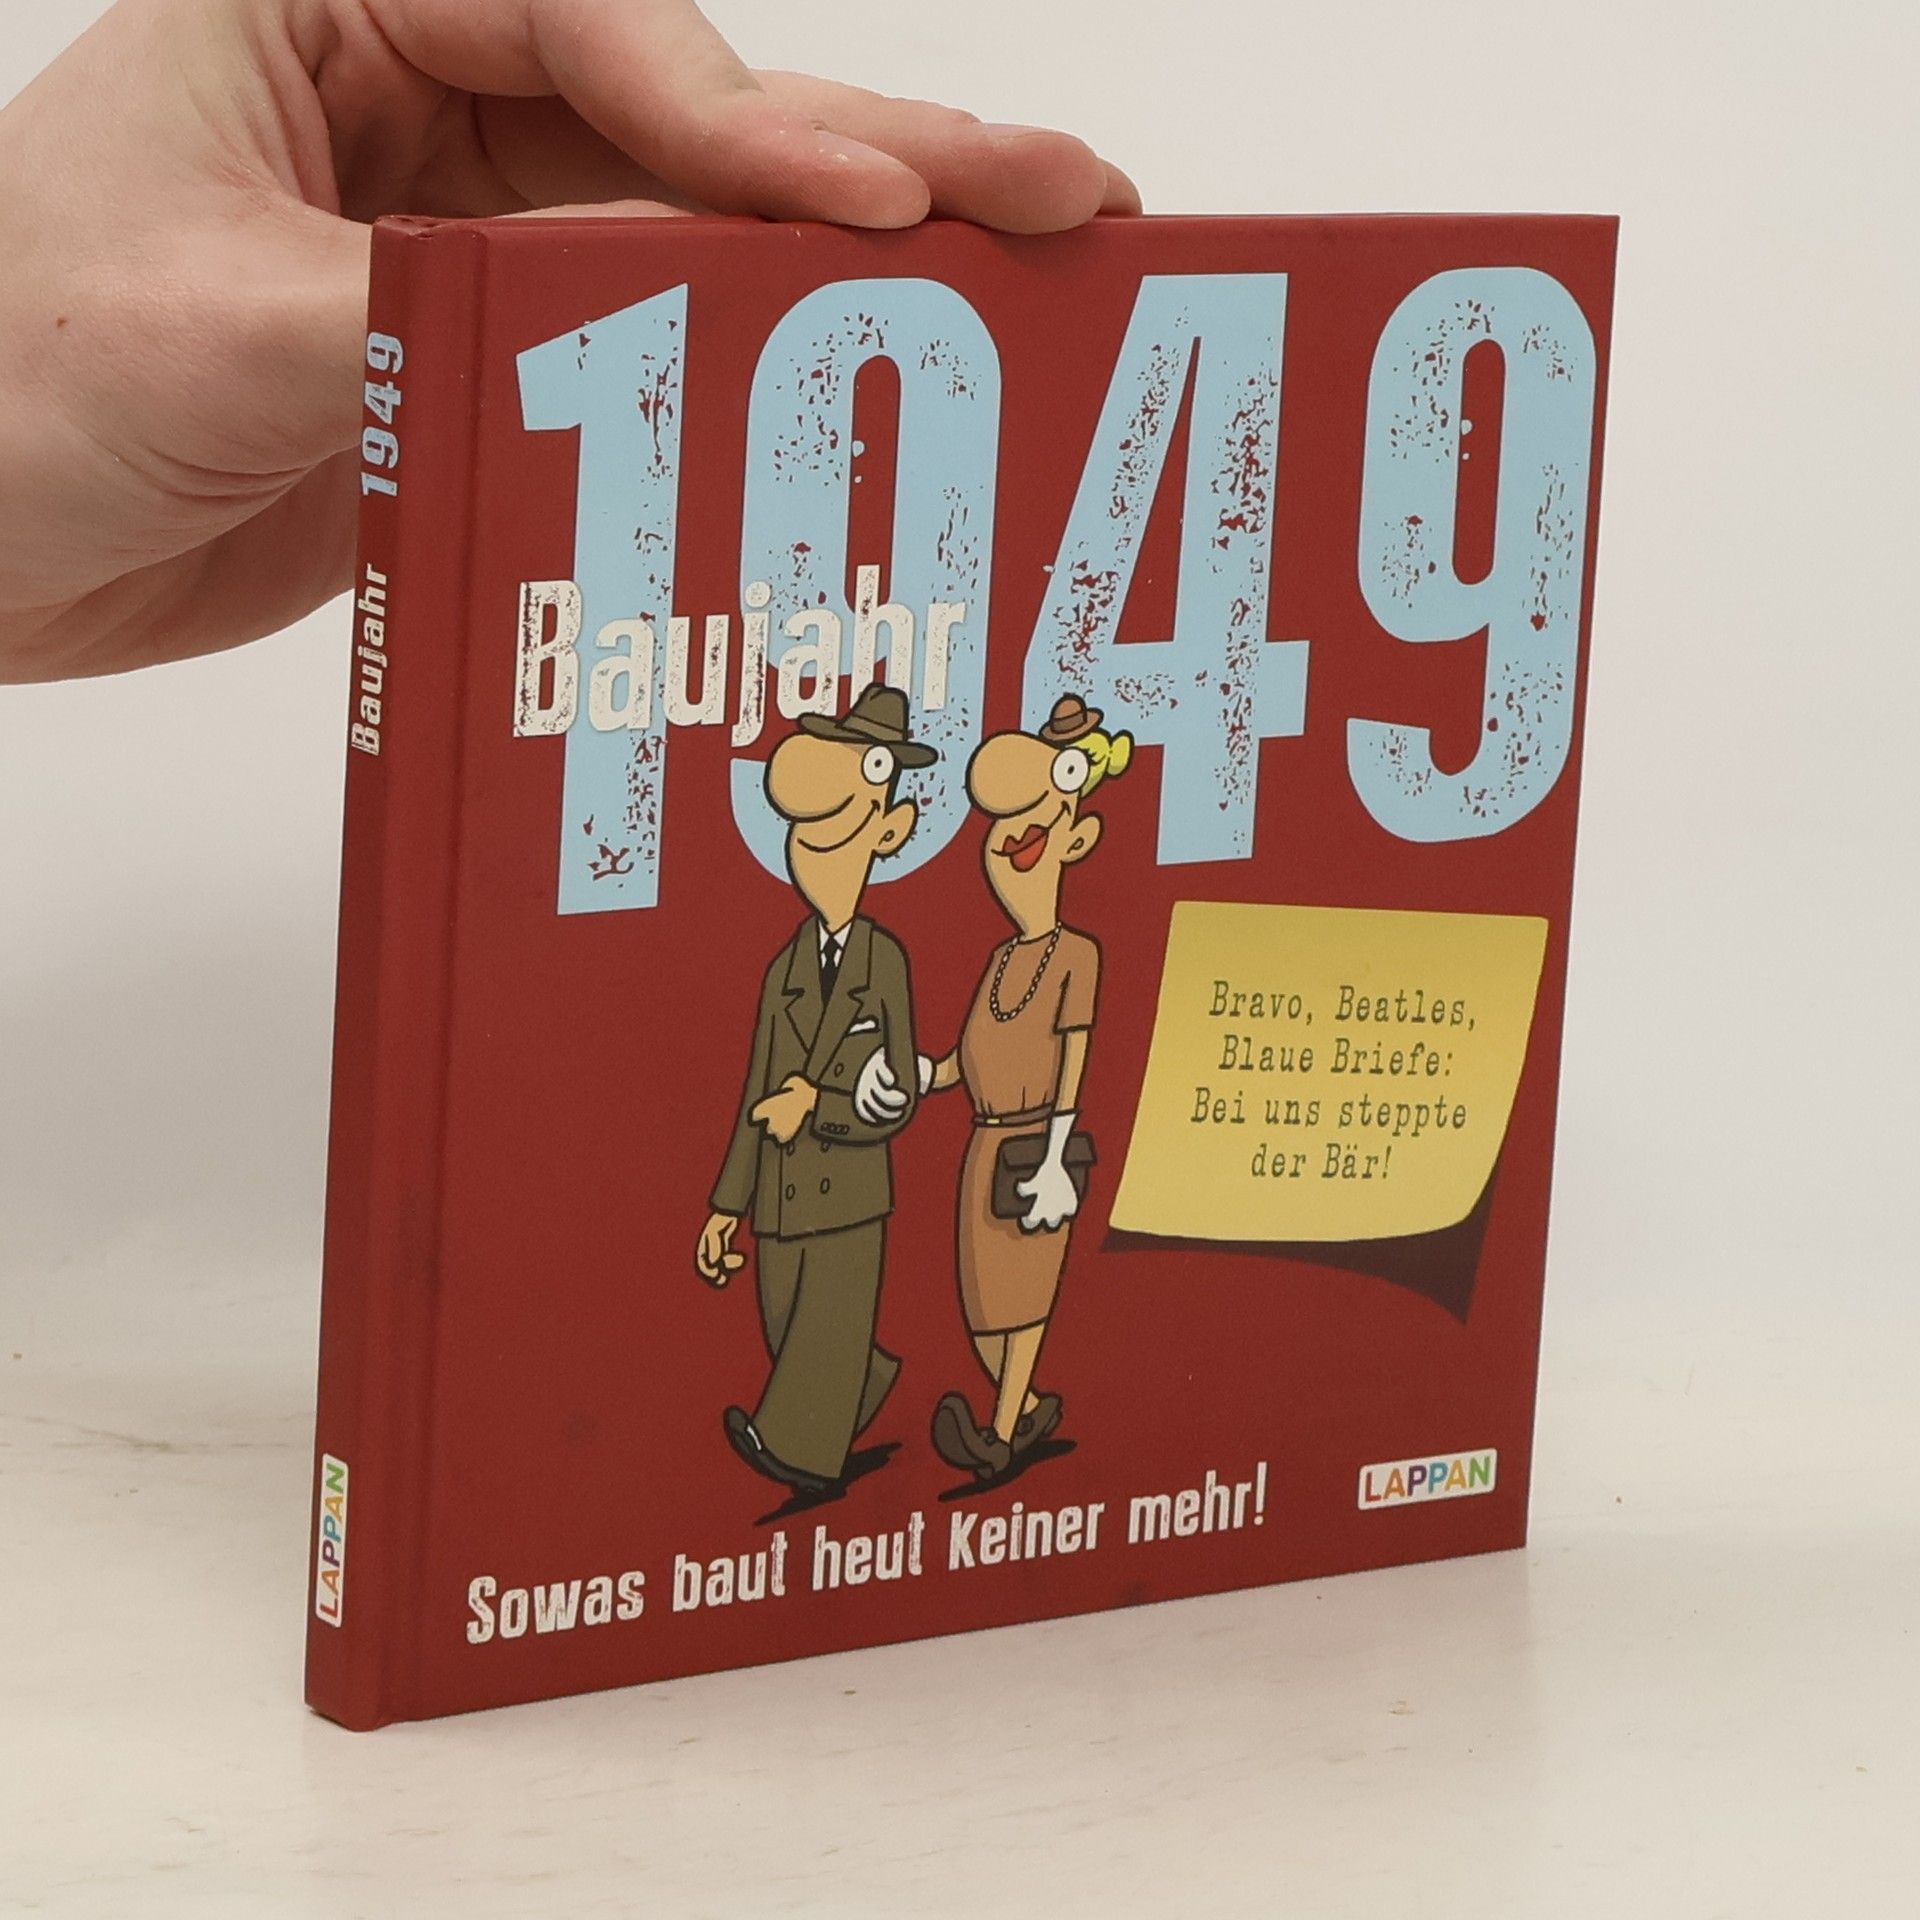 1949
Baujahr
Bravo, Beatles,
Blaue Briefe:
Bei uns steppte
der Bär!
Sowas baut heut Keiner mehr!
LAPPAN
Baujahr 1949
LAPPAN